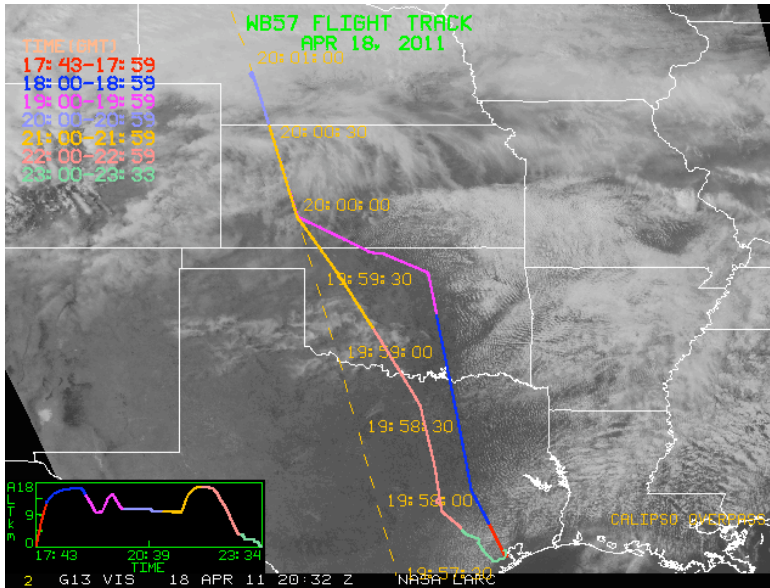 WB57 FLIGHT TRACK
APR 18, 2011
TIME(GMT)
17:43-17:59
18:00-18:59
19:00-19:59
20:00-20:59
21:00-21:59
22:00-22:59
23:00-23:33
20:01:00
20:00:30
20:00:00
19:59:30
19:59:00
19:58:30
19:58:00
19:57:30
CALIPSO OVERPASS
ALT km
18
9
0
17:43 20:39 23:34
TIME
2 G13 VIS 18 APR 11 20:32 Z NASA LARC